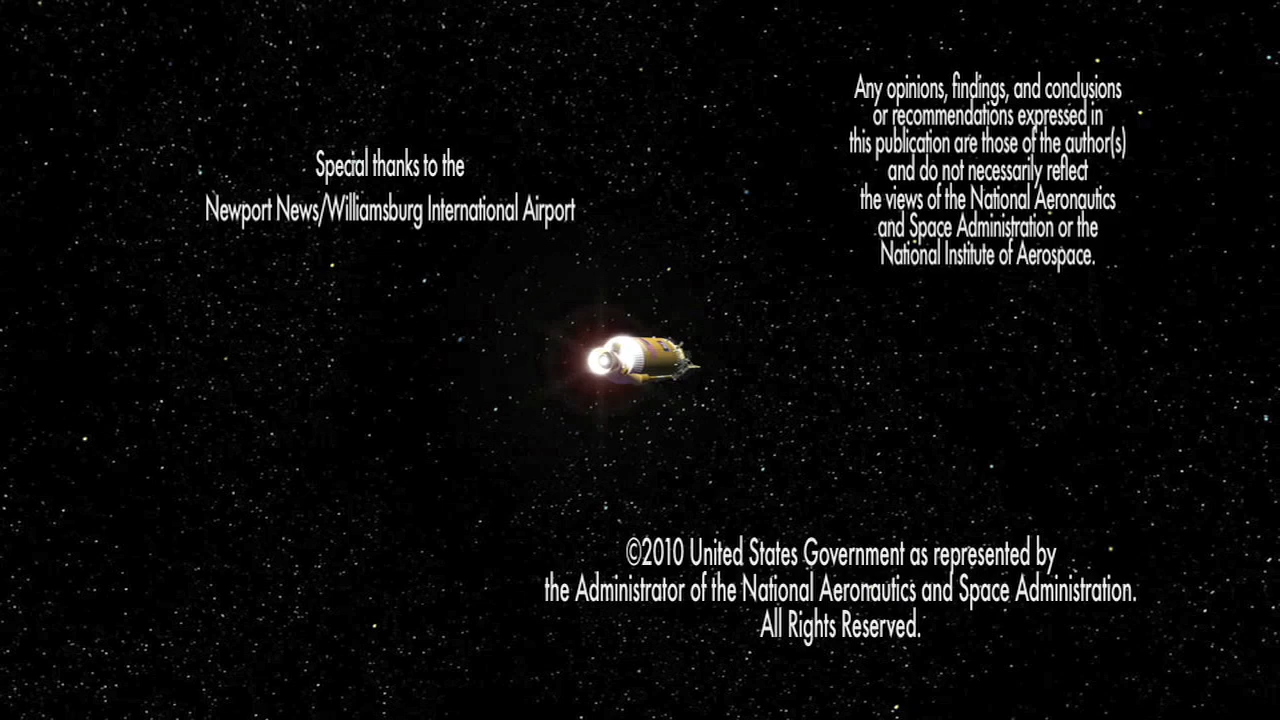 Special thanks to the
Newport News/Williamsburg International Airport
Any opinions, findings, and conclusions
or recommendations expressed in
this publication are those of the author(s)
and do not necessarily reflect
the views of the National Aeronautics
and Space Administration or the
National Institute of Aerospace.
©2010 United States Government as represented by
the Administrator of the National Aeronautics and Space Administration.
All Rights Reserved.